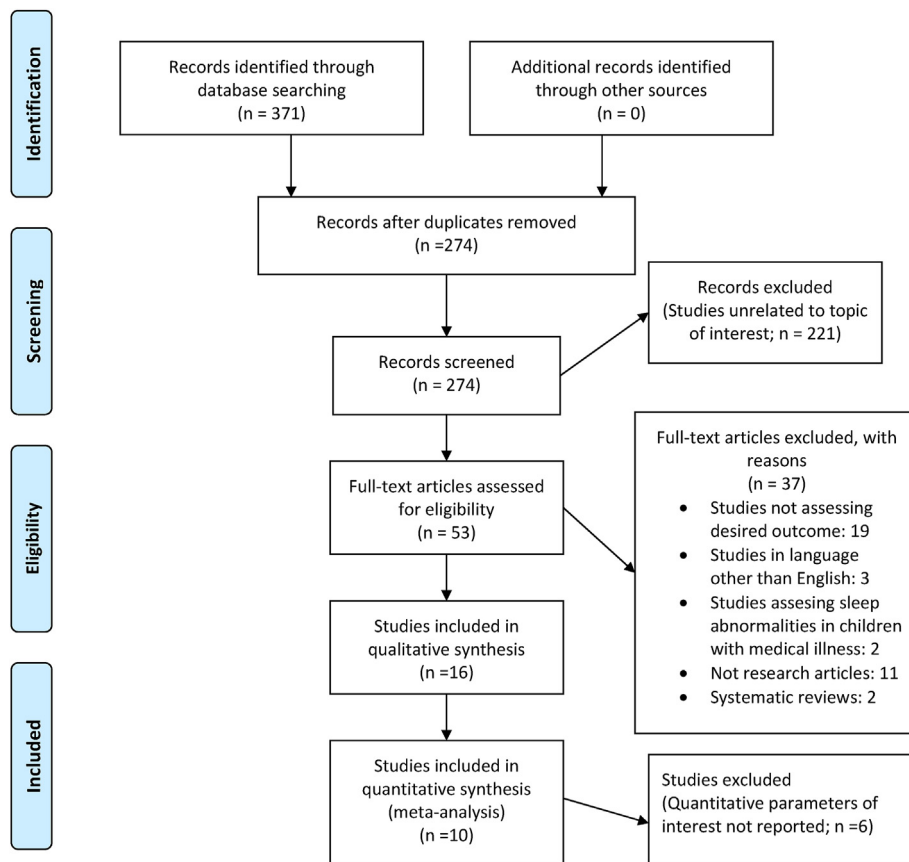 Identification
Records identified through
database searching
(n = 371)
Additional records identified
through other sources
(n = 0)
Records after duplicates removed
(n =274)
Screening
Records excluded
(Studies unrelated to topic
of interest; n = 221)
Records screened
(n = 274)
Eligibility
Full-text articles assessed
for eligibility
(n = 53)
Full-text articles excluded, with
reasons
(n = 37)
• Studies not assessing
desired outcome: 19
• Studies in language
other than English: 3
• Studies assesing sleep
abnormalities in children
with medical illness: 2
• Not research articles: 11
• Systematic reviews: 2
Studies included in
qualitative synthesis
(n =16)
Included
Studies included in
quantitative synthesis
(meta-analysis)
(n =10)
Studies excluded
(Quantitative parameters of
interest not reported; n =6)